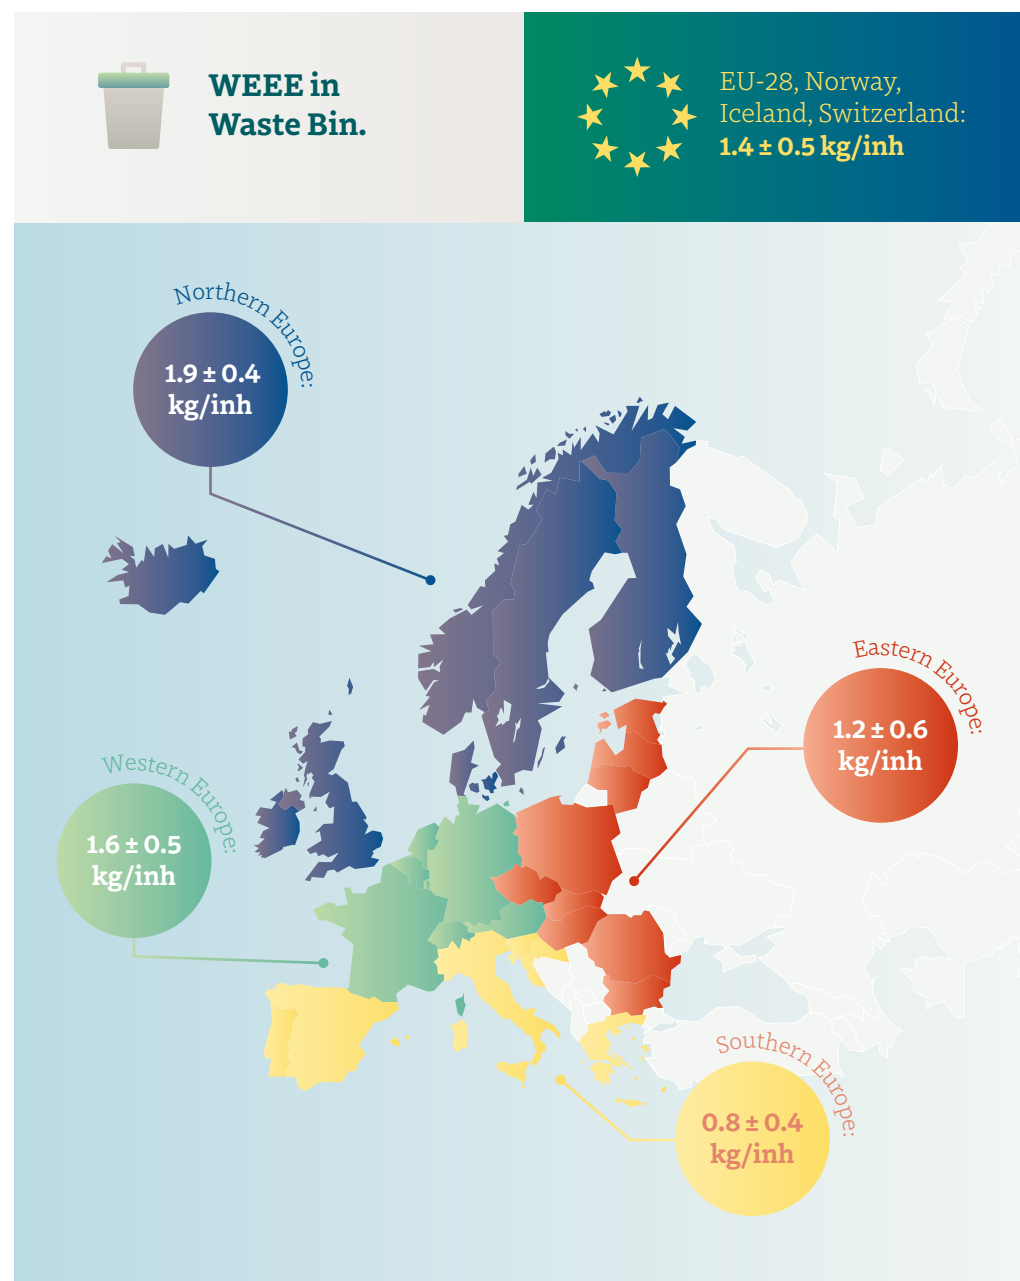 WEEE in
Waste Bin.
EU-28, Norway,
Iceland, Switzerland:
1.4 ± 0.5 kg/inh
Northern Europe:
1.9 ± 0.4
kg/inh
Eastern Europe:
1.2 ± 0.6
kg/inh
Western Europe:
1.6 ± 0.5
kg/inh
Southern Europe:
0.8 ± 0.4
kg/inh